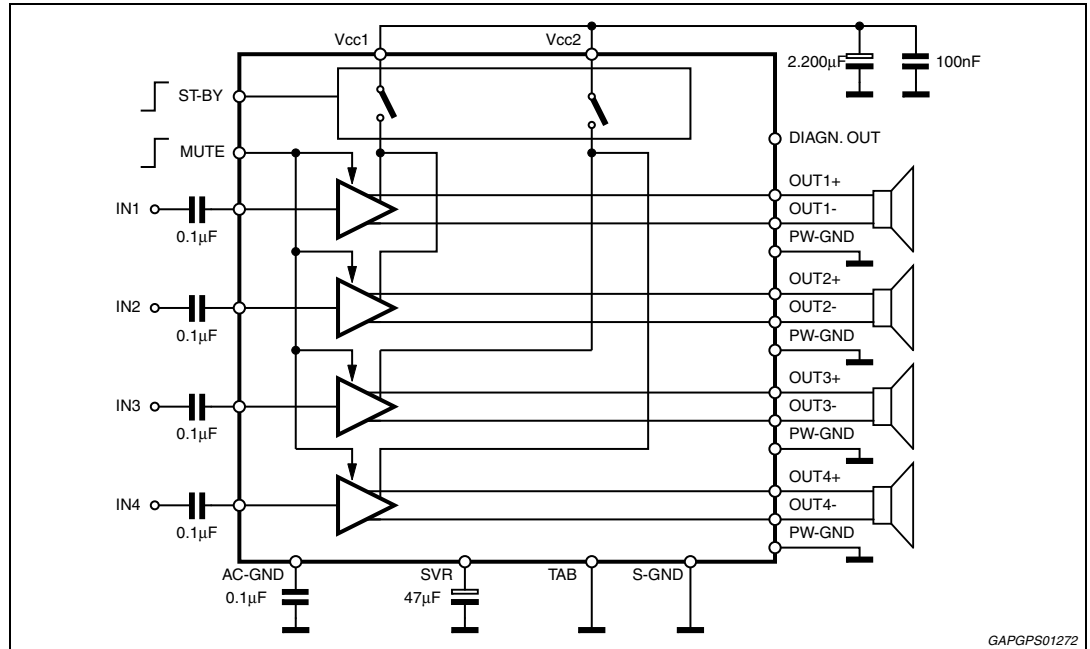 Vcc1
Vcc2
2.200µF
100nF
ST-BY
DIAGN. OUT
MUTE
OUT1+
IN1
OUT1-
0.1µF
PW-GND
OUT2+
IN2
OUT2-
0.1µF
PW-GND
OUT3+
IN3
OUT3-
0.1µF
PW-GND
OUT4+
IN4
OUT4-
0.1µF
PW-GND
AC-GND
SVR
TAB
S-GND
0.1µF
47µF
GAPGPS01272